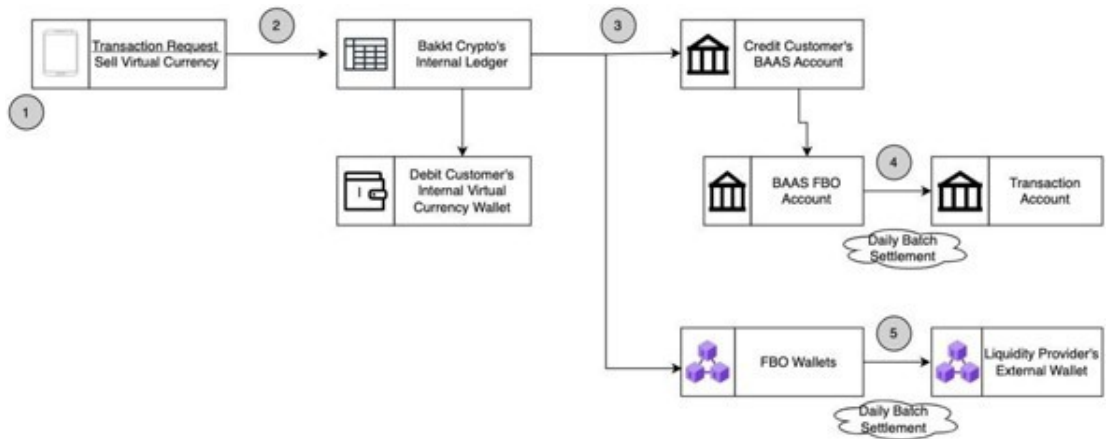 1
Transaction Request
Sell Virtual Currency
2
Bakkt Crypto's
Internal Ledger
3
Credit Customer's
BAAS Account
Debit Customer's
Internal Virtual
Currency Wallet
BAAS FBO
Account
4
Transaction
Account
Daily Batch
Settlement
FBO Wallets
5
Liquidity Provider's
External Wallet
Daily Batch
Settlement